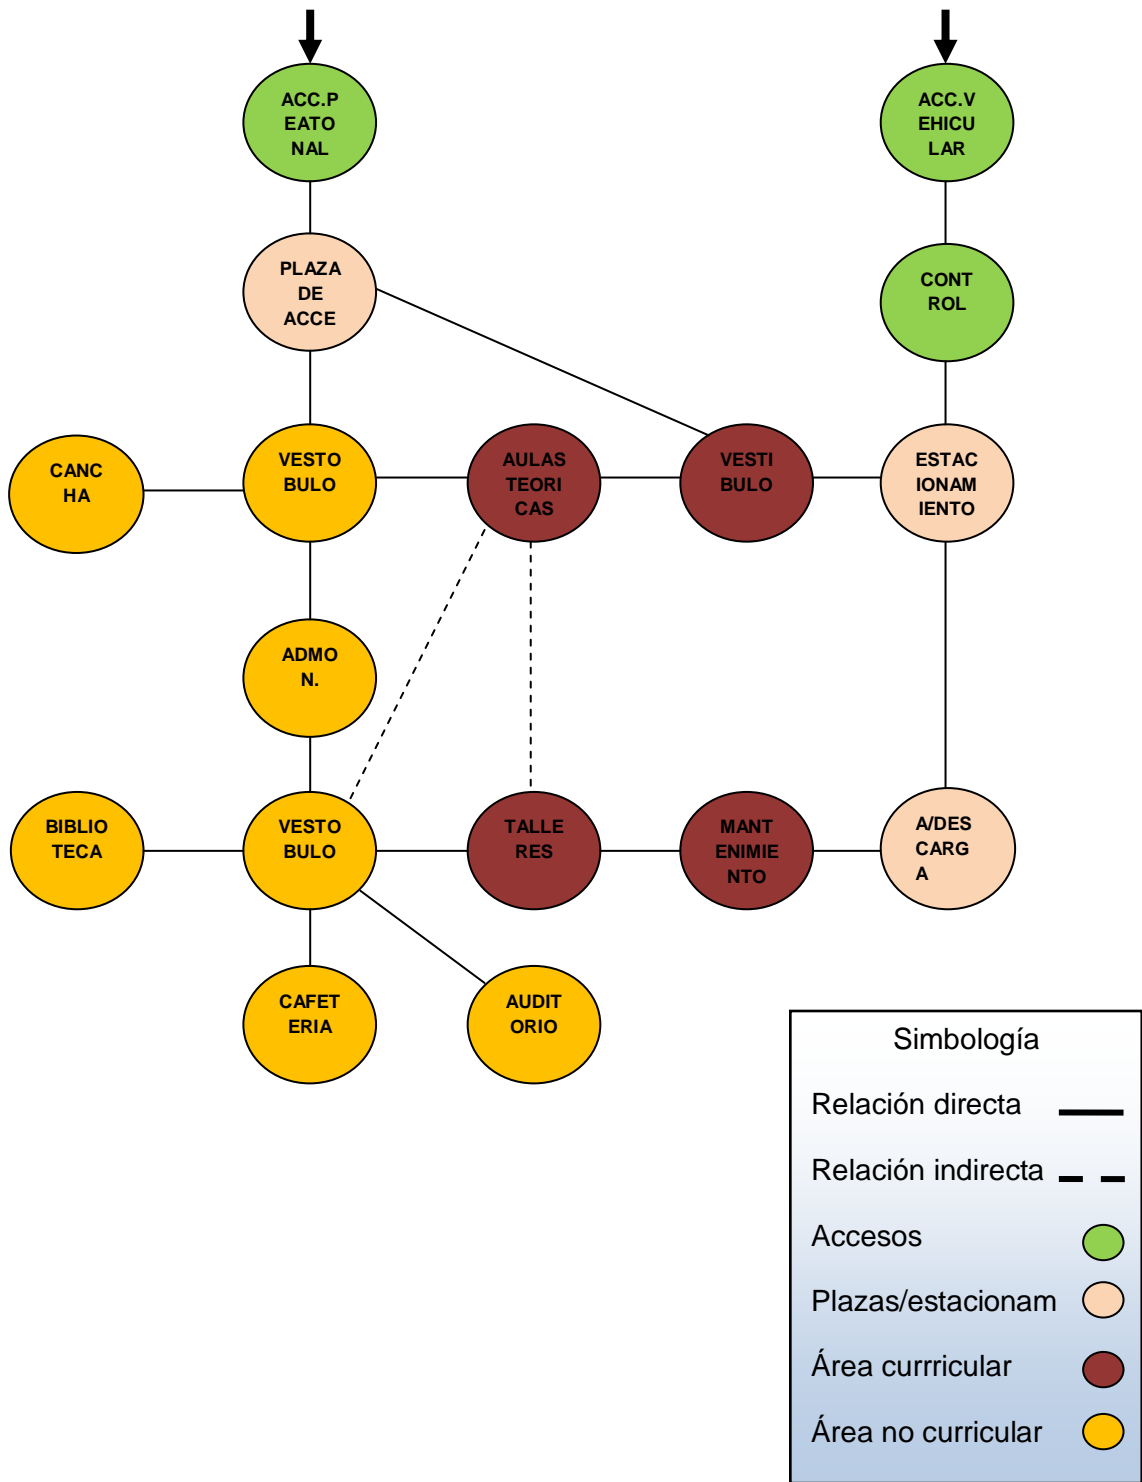 ACC.P
EATO
NAL
ACC.V
EHICU
LAR
PLAZA
DE
ACCE
CONT
ROL
CANC
HA
VESTO
BULO
AULAS
TEORI
CAS
VESTI
BULO
ESTAC
IONAM
IENTO
ADMO
N.
BIBLIO
TECA
VESTO
BULO
TALLE
RES
MANT
ENIMIE
NTO
A/DES
CARG
A
CAFET
ERIA
AUDIT
ORIO
Simbología
Relación directa
Relación indirecta
Accesos
Plazas/estacionam
Área currricular
Área no curricular